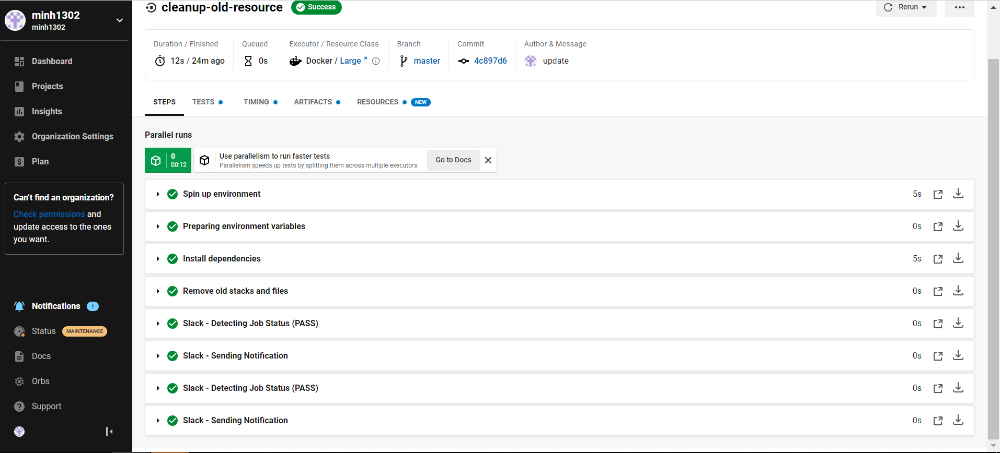 minh1302
minh1302
Dashboard
Projects
Insights
Organization Settings
Plan
Can't find an organization?
Check permissions and
update access to the ones
you want.
Notifications 1
Status MAINTENANCE
Docs
Orbs
Support
cleanup-old-resource Success
Rerun
Duration / Finished
12s / 24m ago
Queued
0s
Executor / Resource Class
Docker / Large
Branch
master
Commit
4c897d6
Author & Message
update
STEPS TESTS TIMING ARTIFACTS RESOURCES NEW
Parallel runs
0
00:12
Use parallelism to run faster tests
Parallelism speeds up tests by splitting them across multiple executors.
Go to Docs
Spin up environment 5s
Preparing environment variables 0s
Install dependencies 5s
Remove old stacks and files 0s
Slack - Detecting Job Status (PASS) 0s
Slack - Sending Notification 0s
Slack - Detecting Job Status (PASS) 0s
Slack - Sending Notification 0s